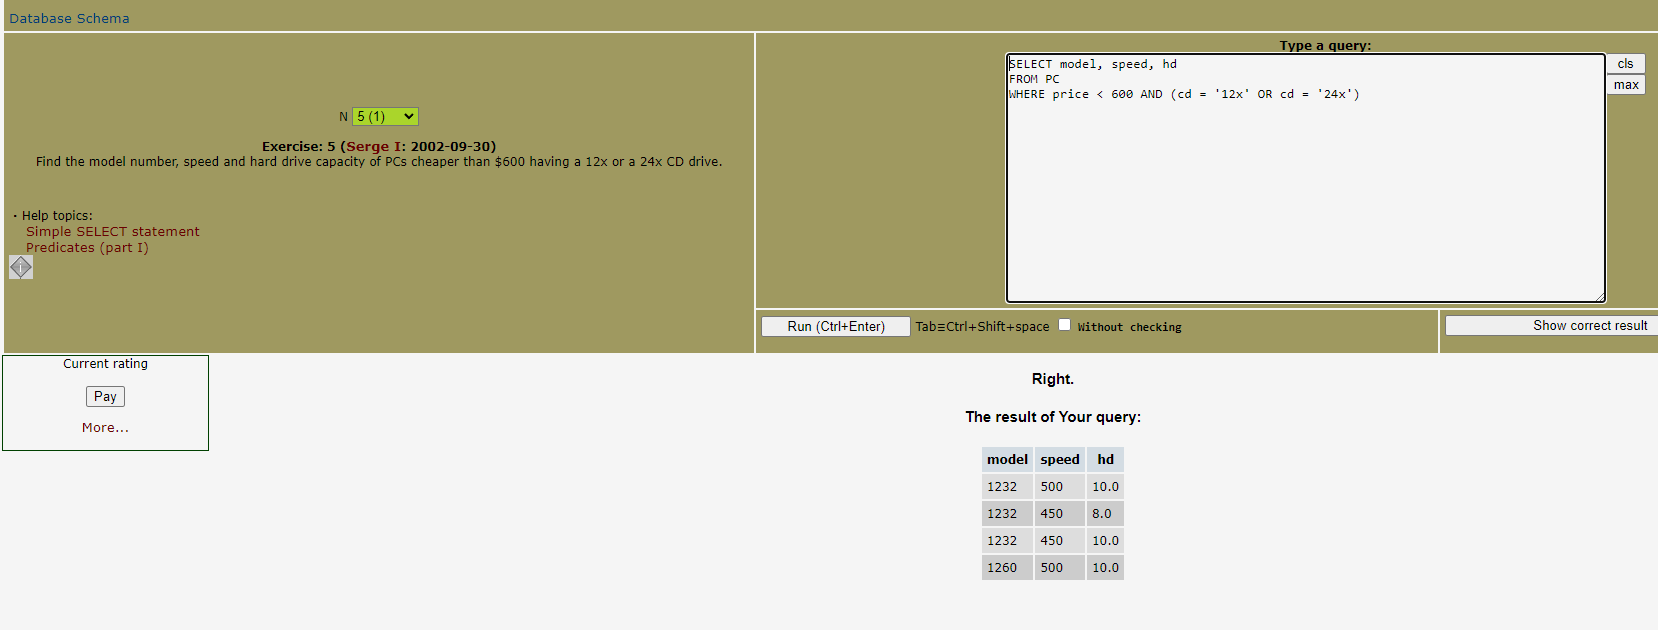 Database Schema
N 5 (1)
Exercise: 5 (Serge I: 2002-09-30)
Find the model number, speed and hard drive capacity of PCs cheaper than $600 having a 12x or a 24x CD drive.
· Help topics:
Simple SELECT statement
Predicates (part I)
Type a query:
SELECT model, speed, hd
FROM PC
WHERE price < 600 AND (cd = '12x' OR cd = '24x')
cls
max
Run (Ctrl+Enter) Tab≡Ctrl+Shift+space Without checking
Show correct result
Current rating
Pay
More...
Right.
The result of Your query:
model speed hd
1232 500 10.0
1232 450 8.0
1232 450 10.0
1260 500 10.0